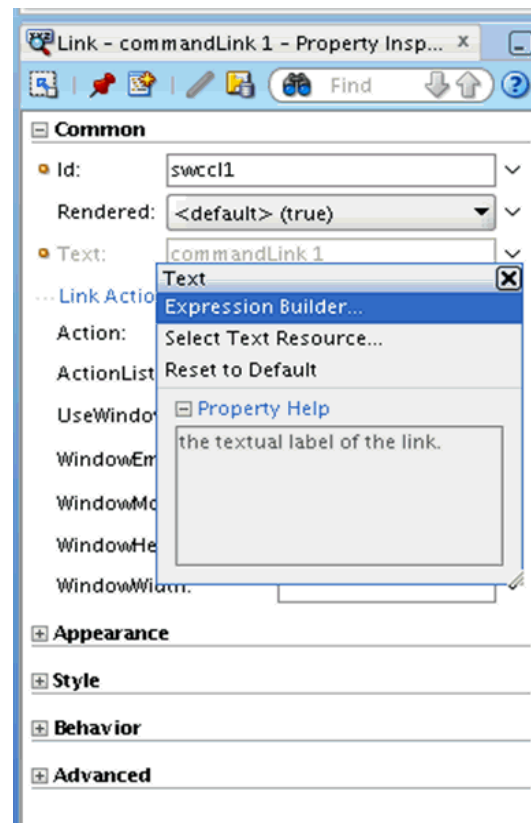 Link - commandLink 1 - Property Insp...
Find
Common
Id: swccl1
Rendered: <default> (true)
Text: commandLink 1
Text
Link Actio
Expression Builder...
Action:
Select Text Resource...
ActionList
Reset to Default
UseWindo
Property Help
the textual label of the link.
WindowEm
WindowMo
WindowHe
WindowWidth:
Appearance
Style
Behavior
Advanced